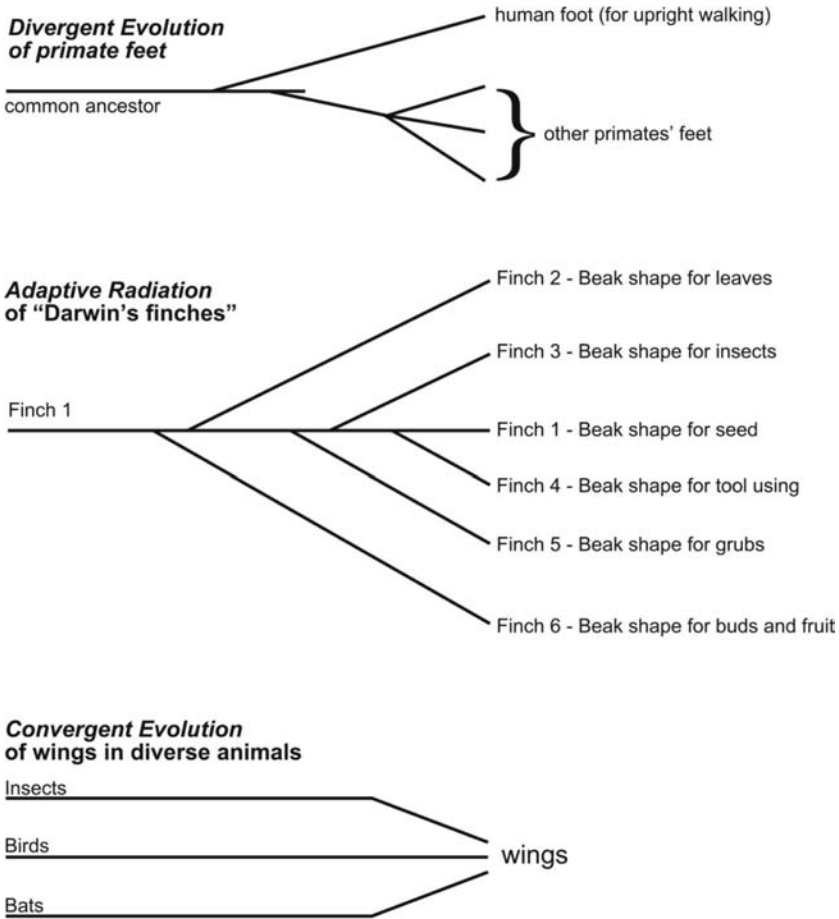 Divergent Evolution
of primate feet
human foot (for upright walking)
common ancestor
other primates’ feet
Adaptive Radiation
of “Darwin’s finches”
Finch 2 - Beak shape for leaves
Finch 3 - Beak shape for insects
Finch 1
Finch 1 - Beak shape for seed
Finch 4 - Beak shape for tool using
Finch 5 - Beak shape for grubs
Finch 6 - Beak shape for buds and fruit
Convergent Evolution
of wings in diverse animals
Insects
Birds
wings
Bats